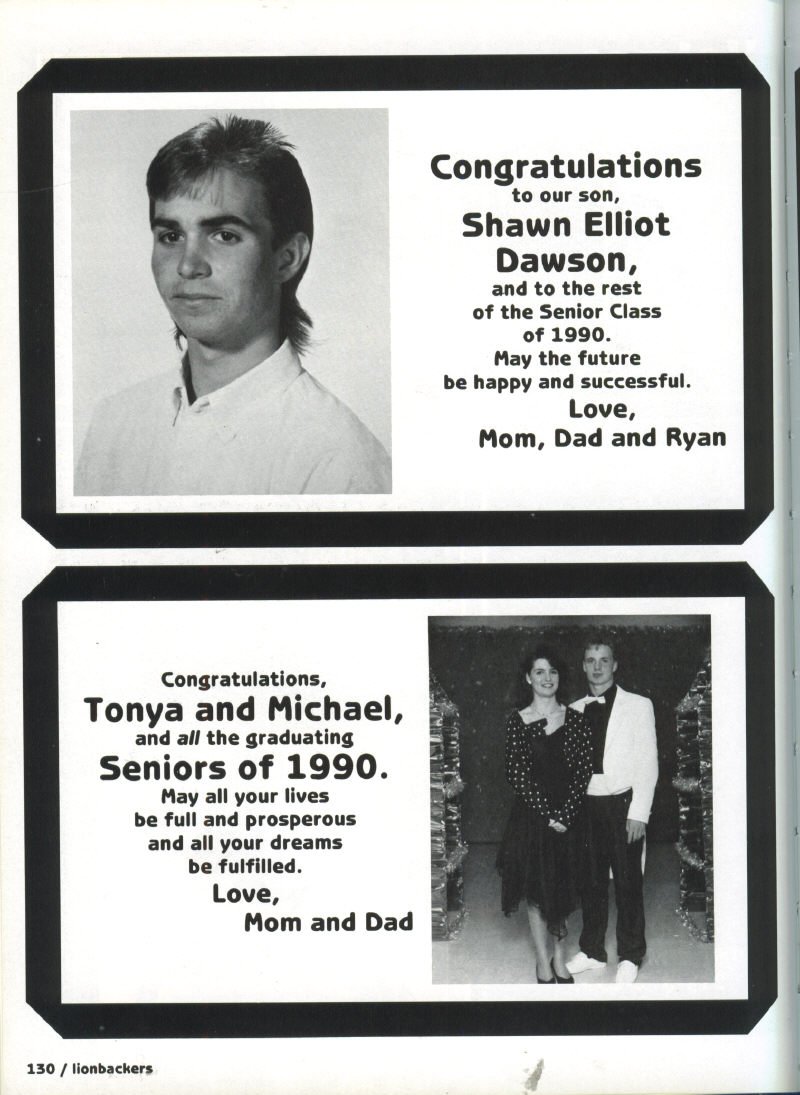 Congratulations
to our son,
Shawn Elliot
Dawson,
and to the rest
of the Senior Class
of 1990.
May the future
be happy and successful.
Love,
Mom, Dad and Ryan
Congratulations,
Tonya and Michael,
and all the graduating
Seniors of 1990.
May all your lives
be full and prosperous
and all your dreams
be fulfilled.
Love,
Mom and Dad
130 / lionbackers